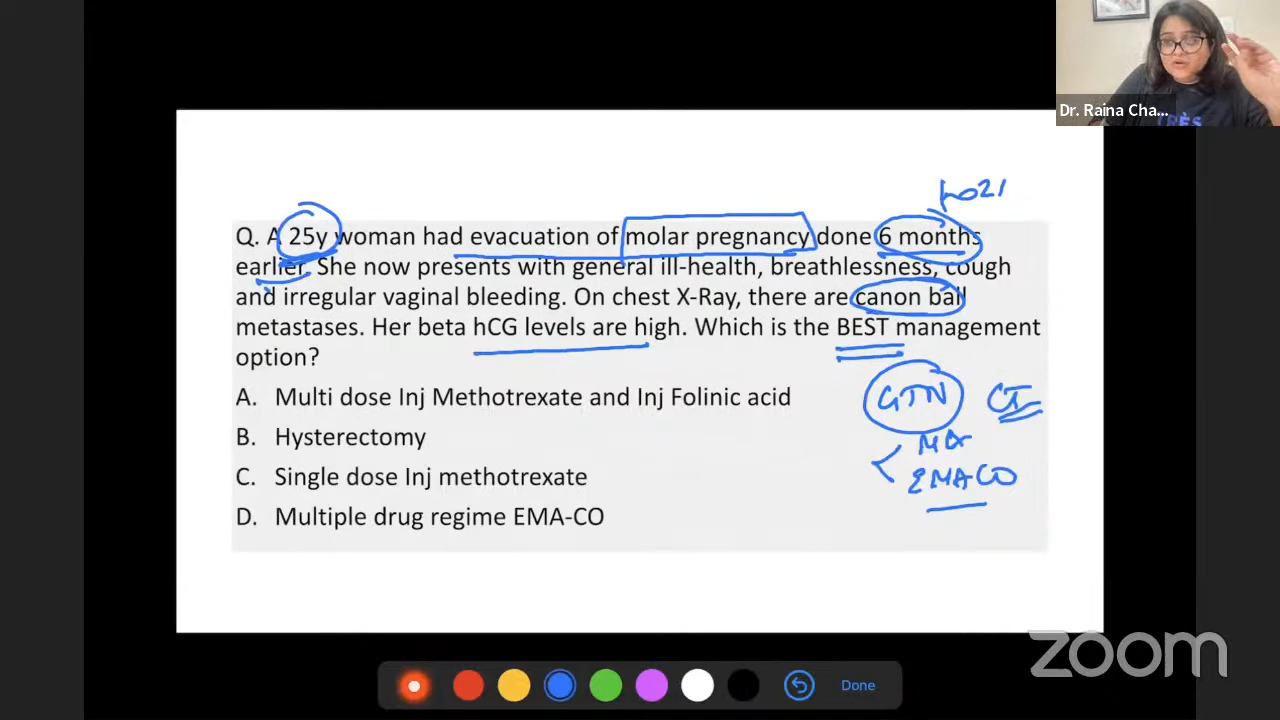 Dr. Raina Cha...
TRÈS
Q. A 25y woman had evacuation of molar pregnancy done 6 months
earlier. She now presents with general ill-health, breathlessness, cough
and irregular vaginal bleeding. On chest X-Ray, there are canon ball
metastases. Her beta hCG levels are high. Which is the BEST management
option?
A. Multi dose Inj Methotrexate and Inj Folinic acid
B. Hysterectomy
C. Single dose Inj methotrexate
D. Multiple drug regime EMA-CO
GTN CT
EMACO
zoom
Done